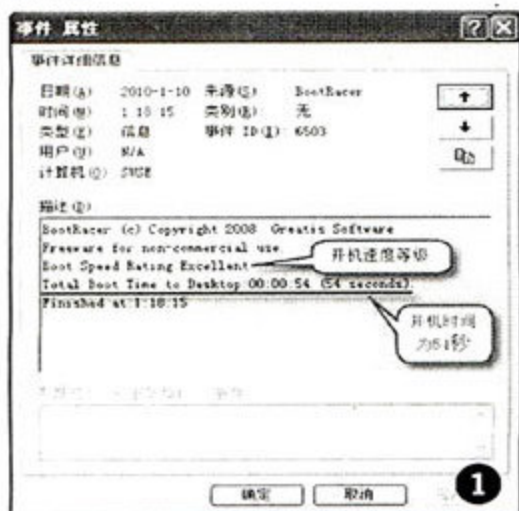 事件 属性
事件详细信息
日期(A) 2010-1-10 来源(S) BootRacer
时间(M) 1:18:15 类别(R) 无
类型(E) 信息 事件 ID(I) 6503
用户(U) N/A
计算机(O)
描述(D)
BootRacer (c) Copyright 2008 Greatis Software
Freeware for non-commercial use.
Boot Speed Rating Excellent
开机速度等级
Total Boot Time to Desktop 00:00:54 (54 seconds)
Finished at 1:18:15
开机时间
为54秒
确定 取消
1